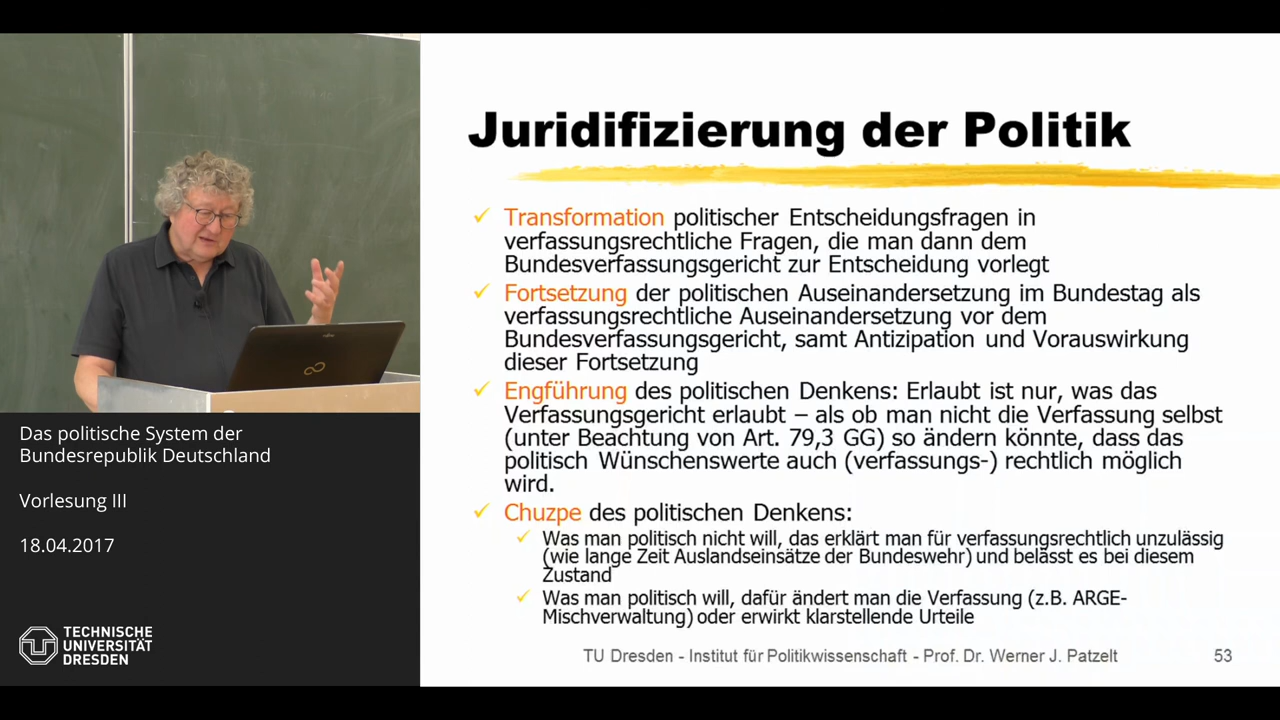 Juridifizierung der Politik
Transformation politischer Entscheidungsfragen in
verfassungsrechtliche Fragen, die man dann dem
Bundesverfassungsgericht zur Entscheidung vorlegt
Fortsetzung der politischen Auseinandersetzung im Bundestag als
verfassungsrechtliche Auseinandersetzung vor dem
Bundesverfassungsgericht, samt Antizipation und Vorauswirkung
dieser Fortsetzung
Engführung des politischen Denkens: Erlaubt ist nur, was das
Verfassungsgericht erlaubt – als ob man nicht die Verfassung selbst
(unter Beachtung von Art. 79,3 GG) so ändern könnte, dass das
politisch Wünschenswerte auch (verfassungs-) rechtlich möglich
wird.
Chuzpe des politischen Denkens:
Was man politisch nicht will, das erklärt man für verfassungsrechtlich unzulässig
(wie lange Zeit Auslandseinsätze der Bundeswehr) und belässt es bei diesem
Zustand
Was man politisch will, dafür ändert man die Verfassung (z.B. ARGE-
Mischverwaltung) oder erwirkt klarstellende Urteile
TU Dresden - Institut für Politikwissenschaft - Prof. Dr. Werner J. Patzelt 53
Das politische System der
Bundesrepublik Deutschland
Vorlesung III
18.04.2017
TECHNISCHE
UNIVERSITÄT
DRESDEN